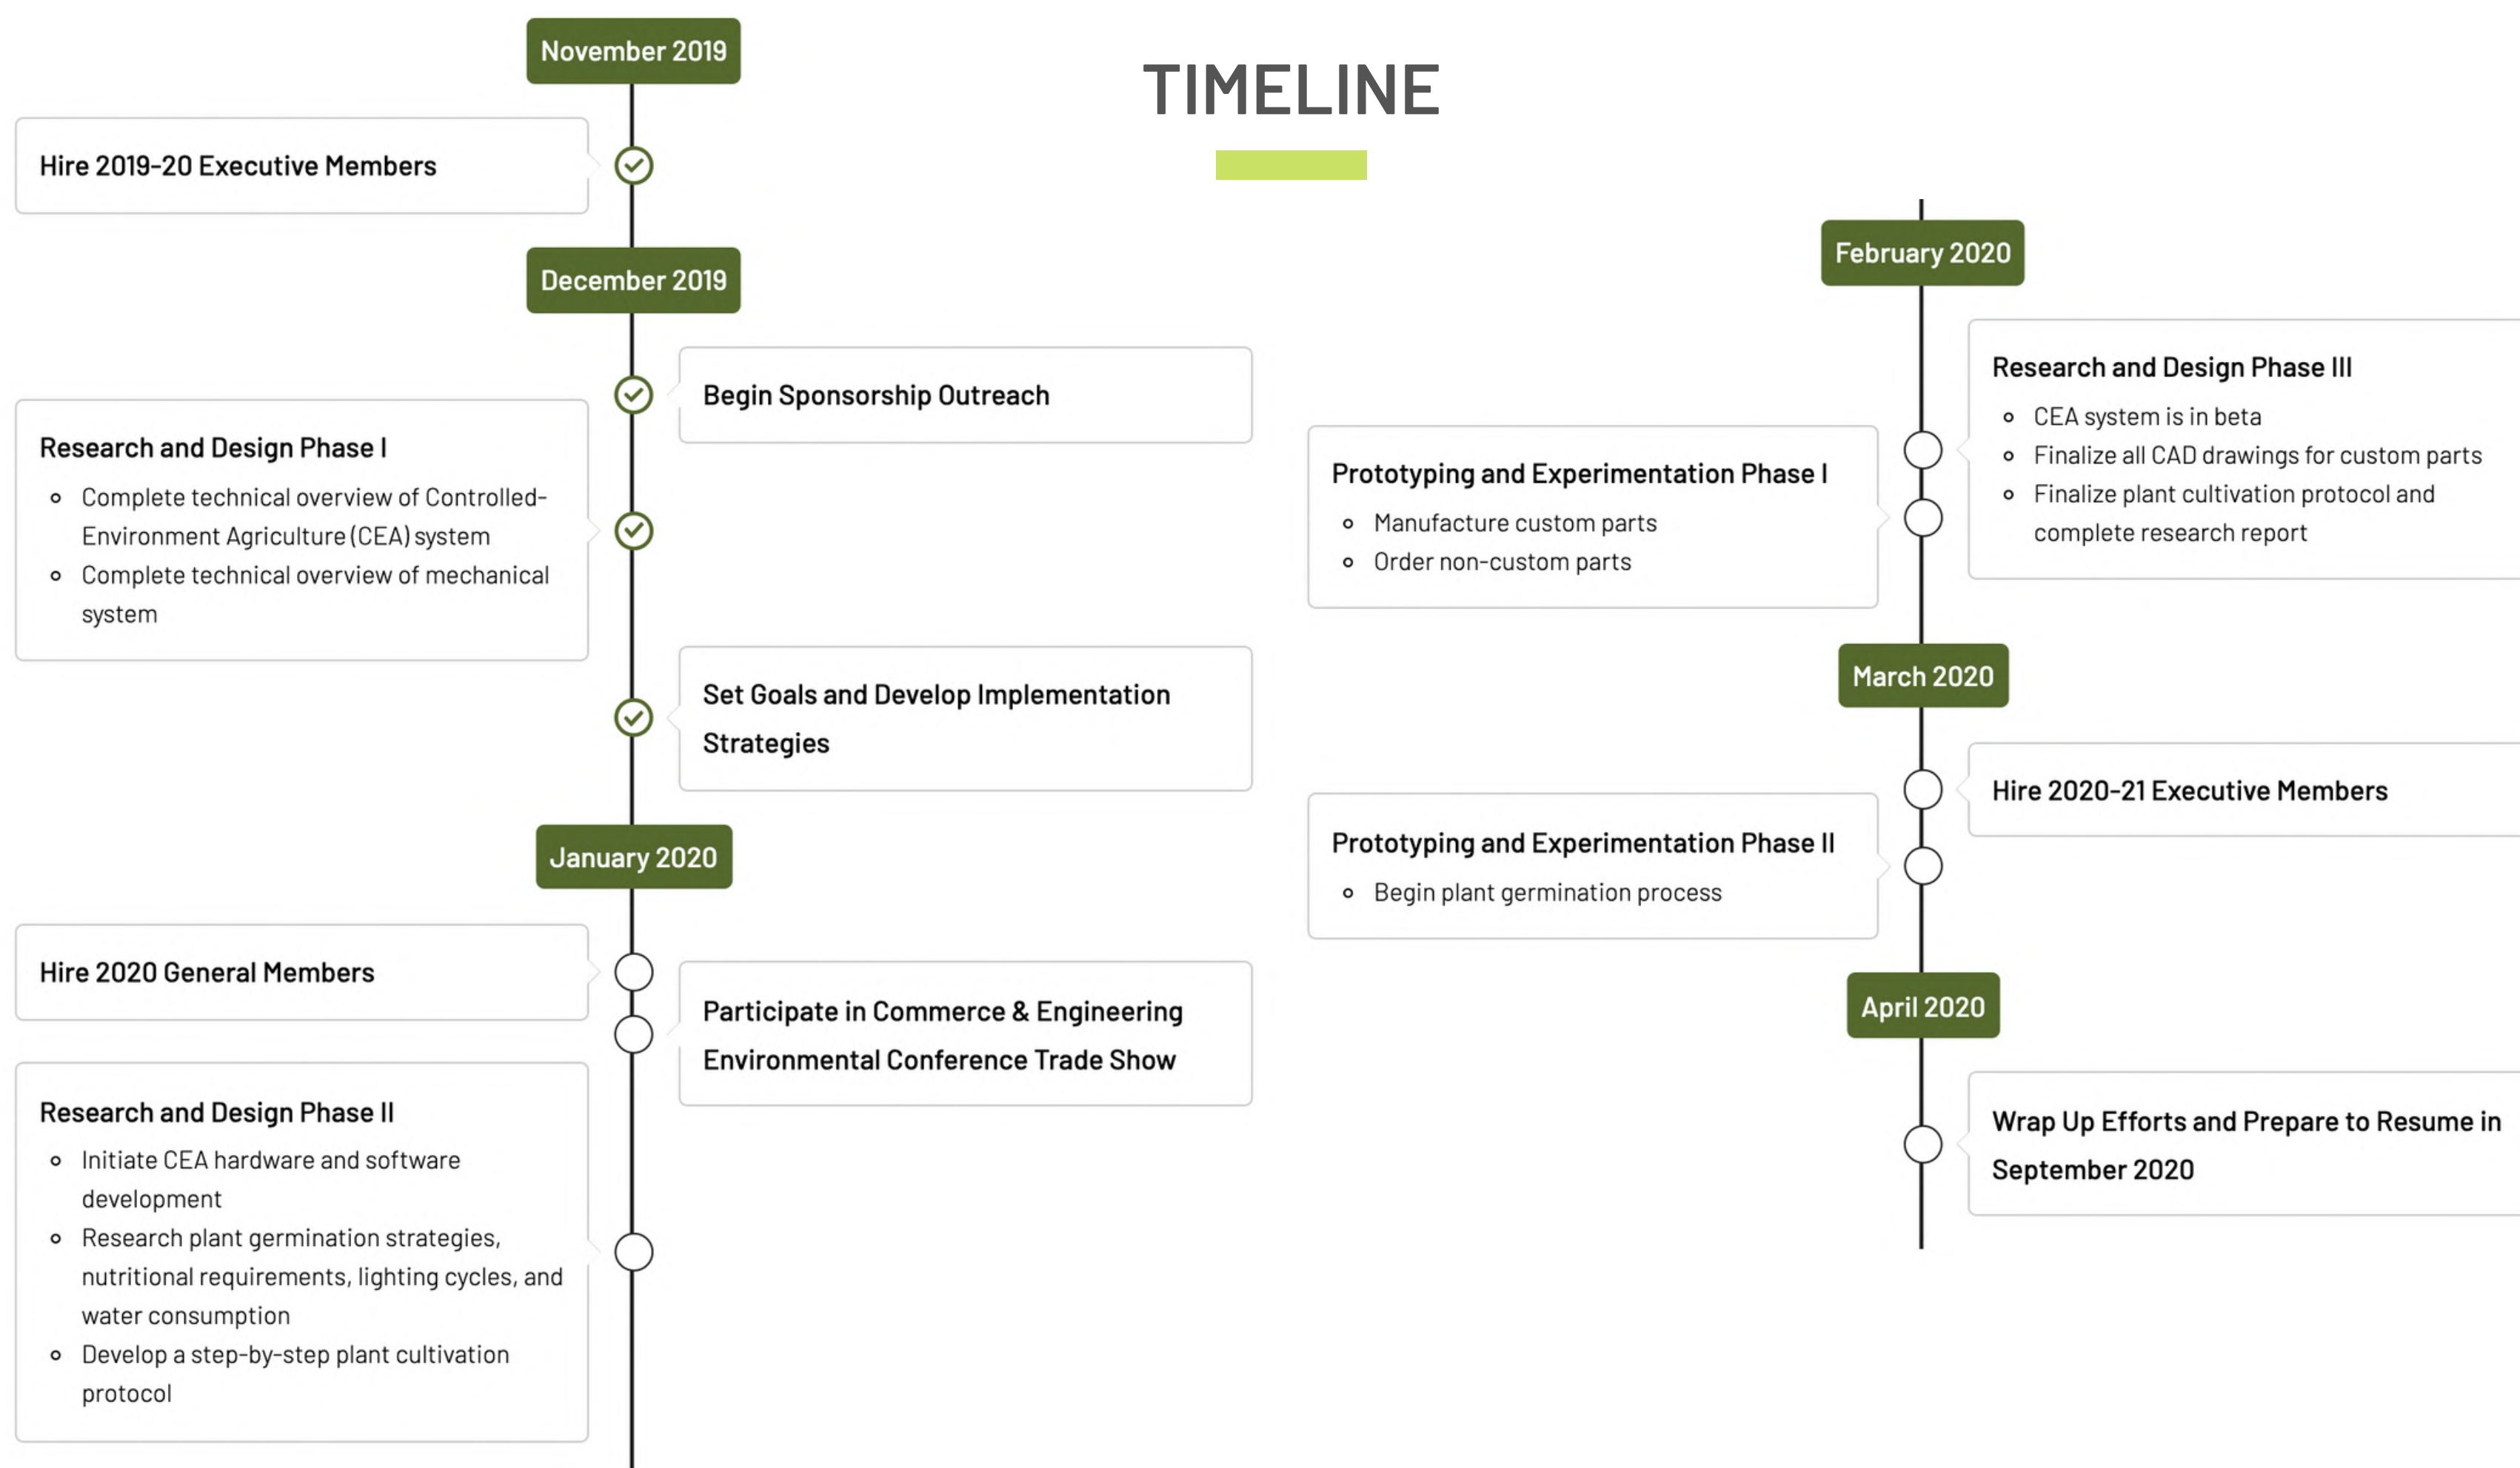 TIMELINE
November 2019
Hire 2019-20 Executive Members
December 2019
Begin Sponsorship Outreach
Research and Design Phase I
Complete technical overview of Controlled-
Environment Agriculture (CEA) system
Complete technical overview of mechanical
system
Set Goals and Develop Implementation
Strategies
January 2020
Hire 2020 General Members
Participate in Commerce & Engineering
Environmental Conference Trade Show
Research and Design Phase II
Initiate CEA hardware and software
development
Research plant germination strategies,
nutritional requirements, lighting cycles, and
water consumption
Develop a step-by-step plant cultivation
protocol
February 2020
Research and Design Phase III
CEA system is in beta
Finalize all CAD drawings for custom parts
Finalize plant cultivation protocol and
complete research report
Prototyping and Experimentation Phase I
Manufacture custom parts
Order non-custom parts
March 2020
Hire 2020-21 Executive Members
Prototyping and Experimentation Phase II
Begin plant germination process
April 2020
Wrap Up Efforts and Prepare to Resume in
September 2020